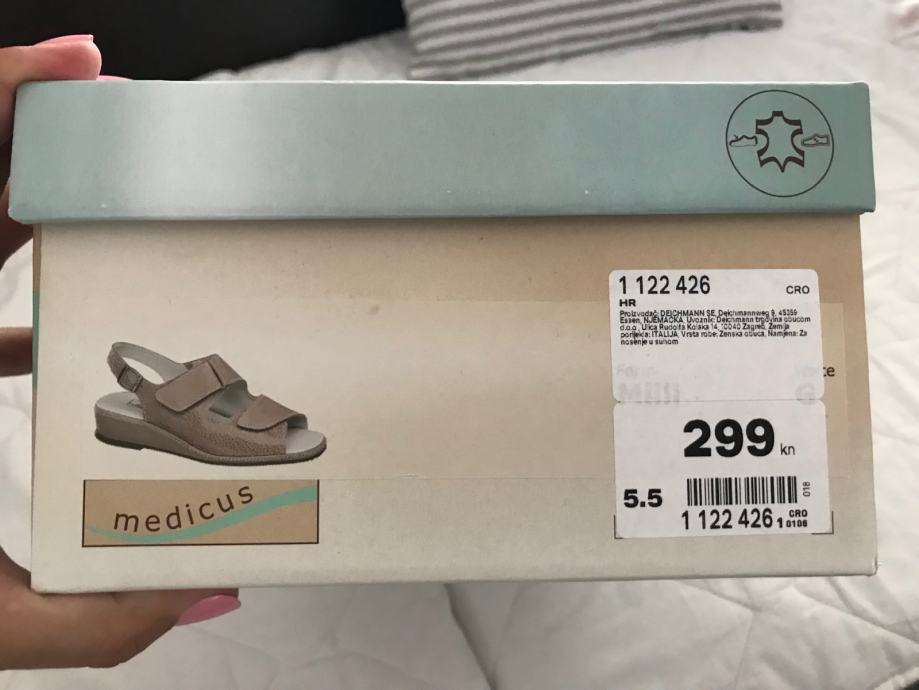 1 122 426 CRO
HR
Proizvođač: DEICHMANN SE, Deichmannweg 9, 45359
Essen, NJEMAČKA, Uvoznik: Deichmann trgovina obućom
d.o.o., Ulica Rudolfa Kolaka 14, 10040 Zagreb, Zemlja
porijekla: ITALIJA, Vrsta robe: Ženska obuća, Namjena: Za
nošenje u suhom
299 kn
5.5
018
1 122 426 1 CRO
0106
medicus